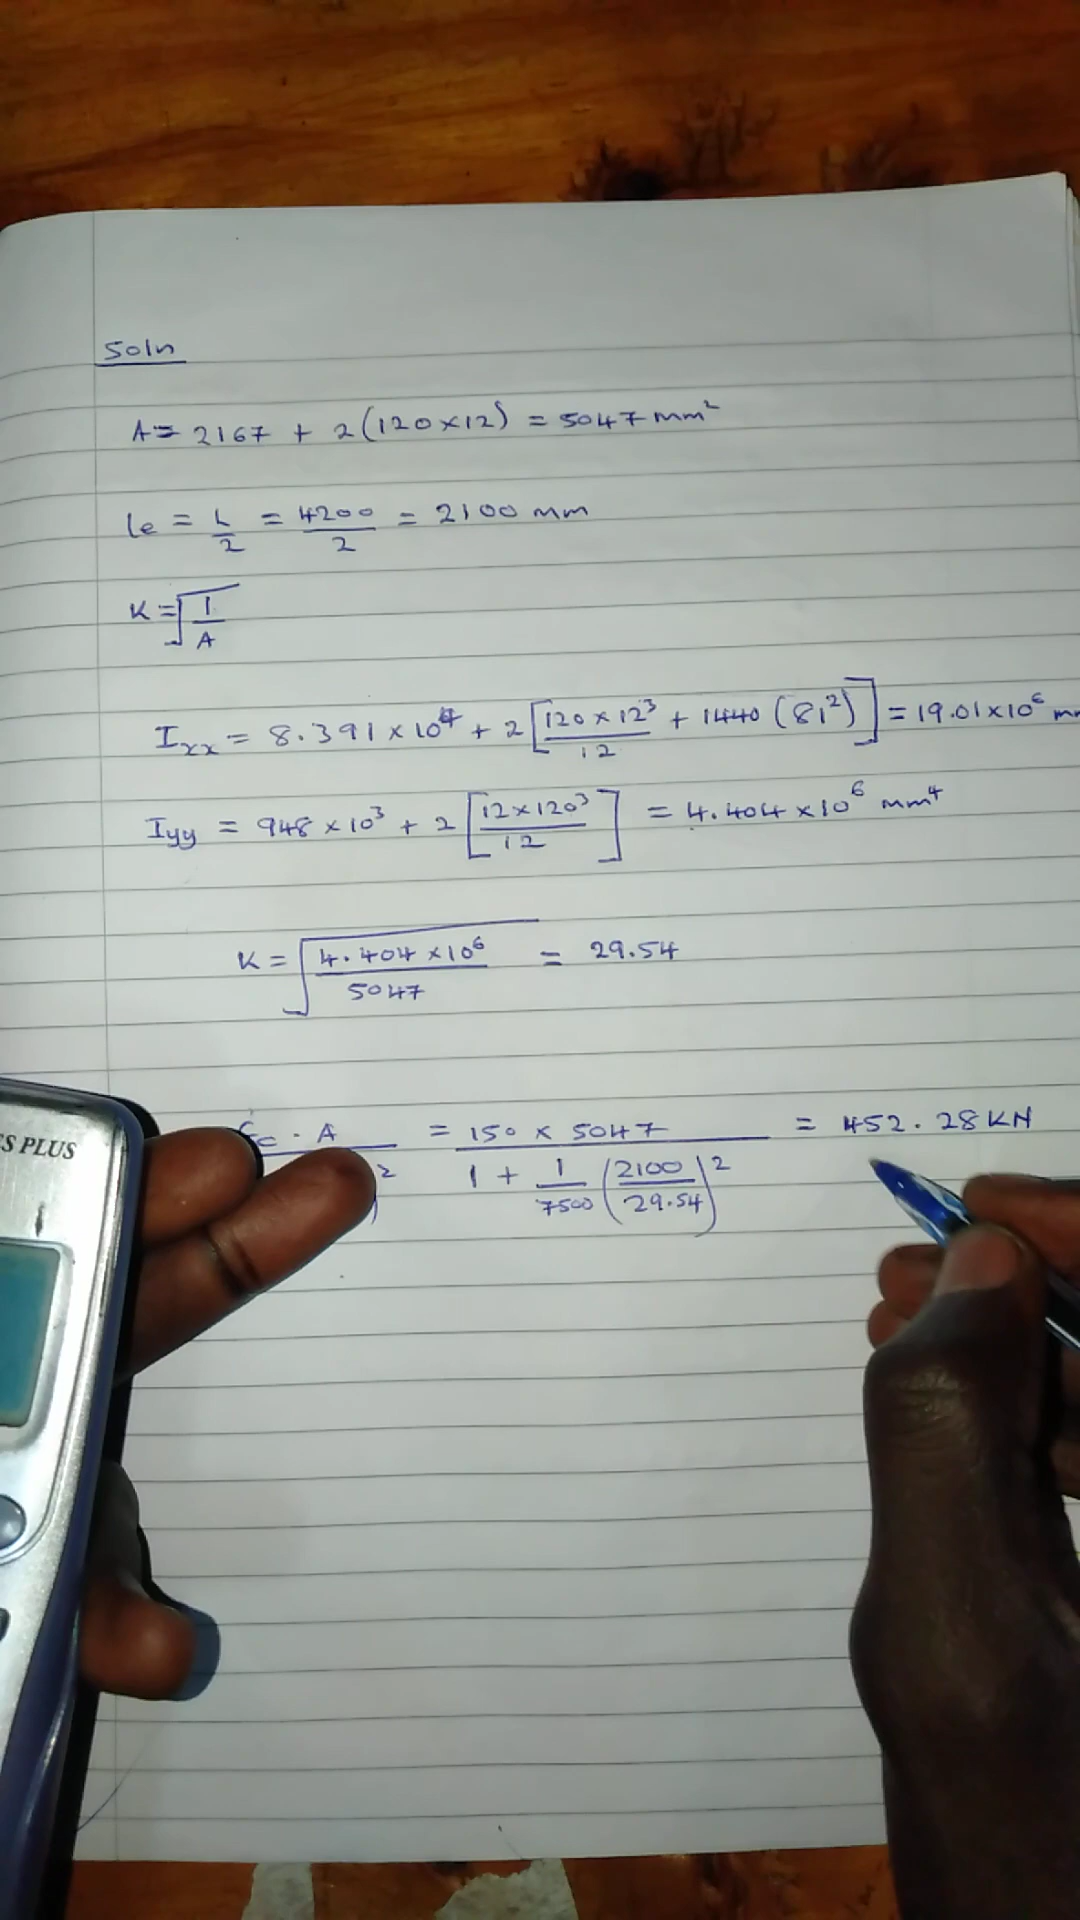 Soln
A = 2167 + 2(120×12) = 5047 mm²
le = L/2 = 4200/2 = 2100 mm
K = √(I/A)
Ixx = 8.391 × 10⁴ + 2[120 × 12³/12 + 1440 (81²)] = 19.01×10⁶ mm
Iyy = 948 × 10³ + 2[12×120³/12] = 4.404 × 10⁶ mm⁴
K = √(4.404 ×10⁶/5047) = 29.54
S PLUS
· A / ² = 150 × 5047 / 1 + 1/7500 (2100/29.54)² = 452.28 KN